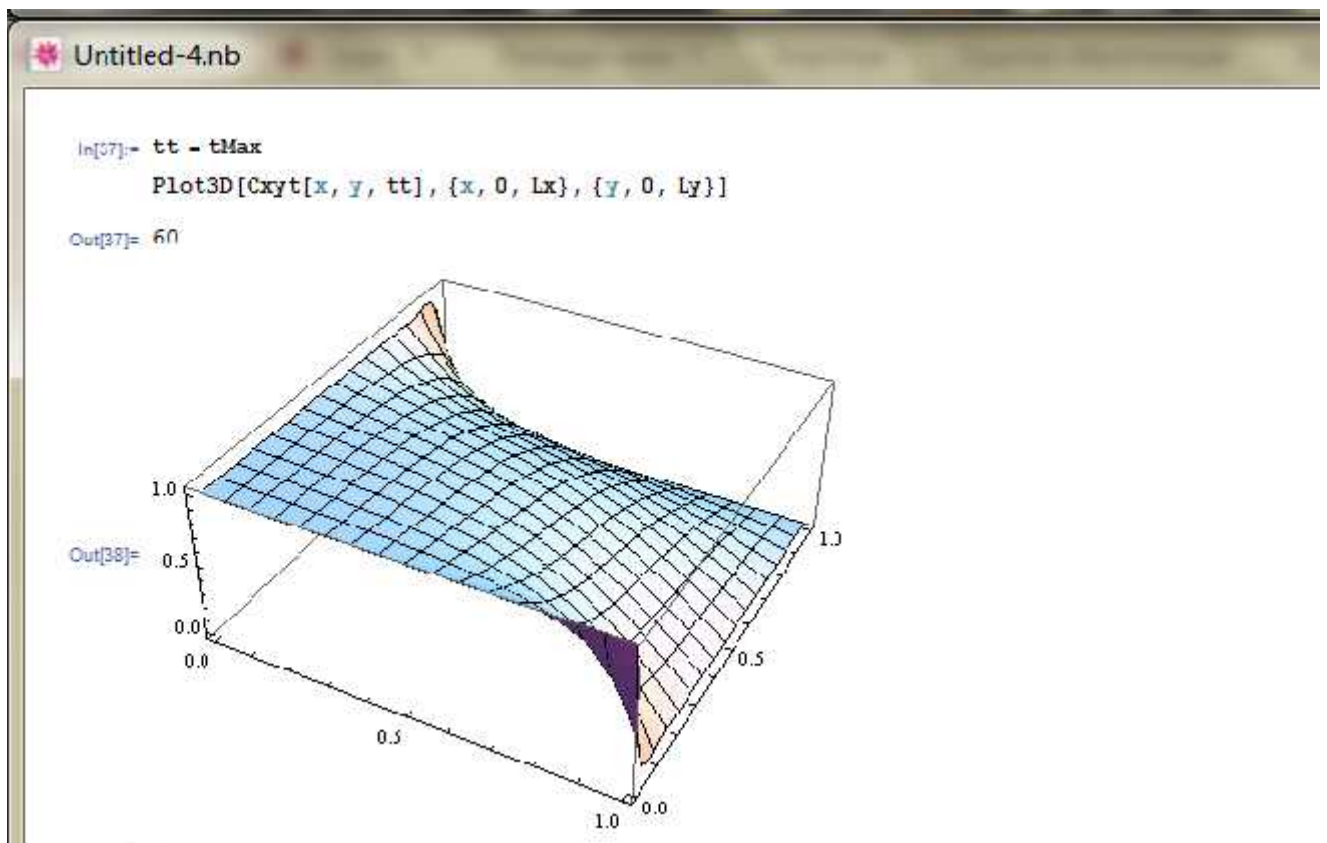 Untitled-4.nb
In[37]:= tt = tMax
Plot3D[Cxyt[x, y, tt], {x, 0, Lx}, {y, 0, Ly}]
Out[37]= 60
1.0
0.5
0.0
0.0
0.5
1.0
0.0
0.5
1.0
Out[38]=